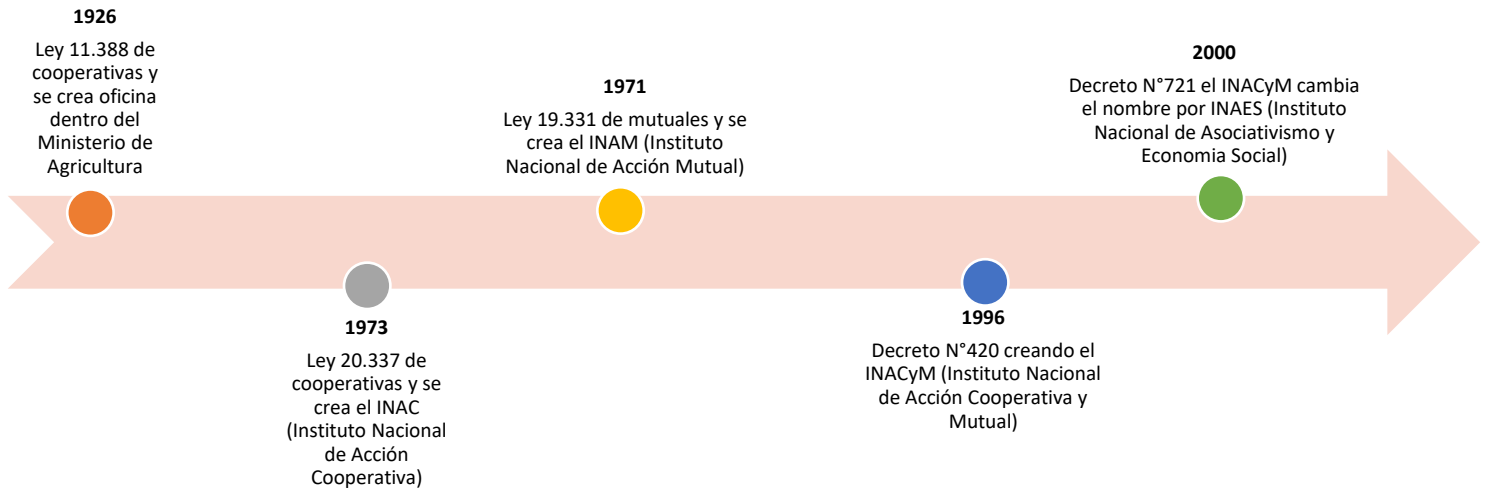 1926
Ley 11.388 de
cooperativas y
se crea oficina
dentro del
Ministerio de
Agricultura
1973
Ley 20.337 de
cooperativas y se
crea el INAC
(Instituto Nacional
de Acción
Cooperativa)
1971
Ley 19.331 de mutuales y se
crea el INAM (Instituto
Nacional de Acción Mutual)
1996
Decreto N°420 creando el
INACyM (Instituto Nacional
de Acción Cooperativa y
Mutual)
2000
Decreto N°721 el INACyM cambia
el nombre por INAES (Instituto
Nacional de Asociativismo y
Economia Social)